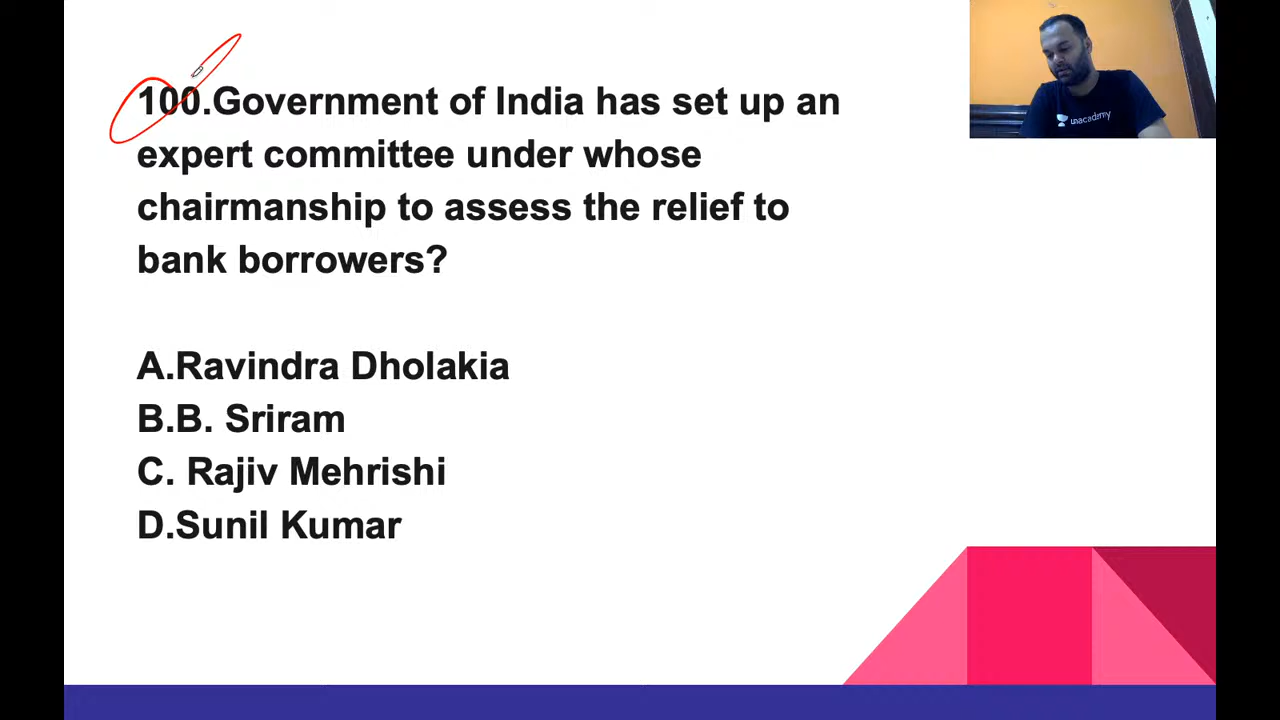 100.Government of India has set up an
expert committee under whose
chairmanship to assess the relief to
bank borrowers?
A.Ravindra Dholakia
B.B. Sriram
C. Rajiv Mehrishi
D.Sunil Kumar
unacademy